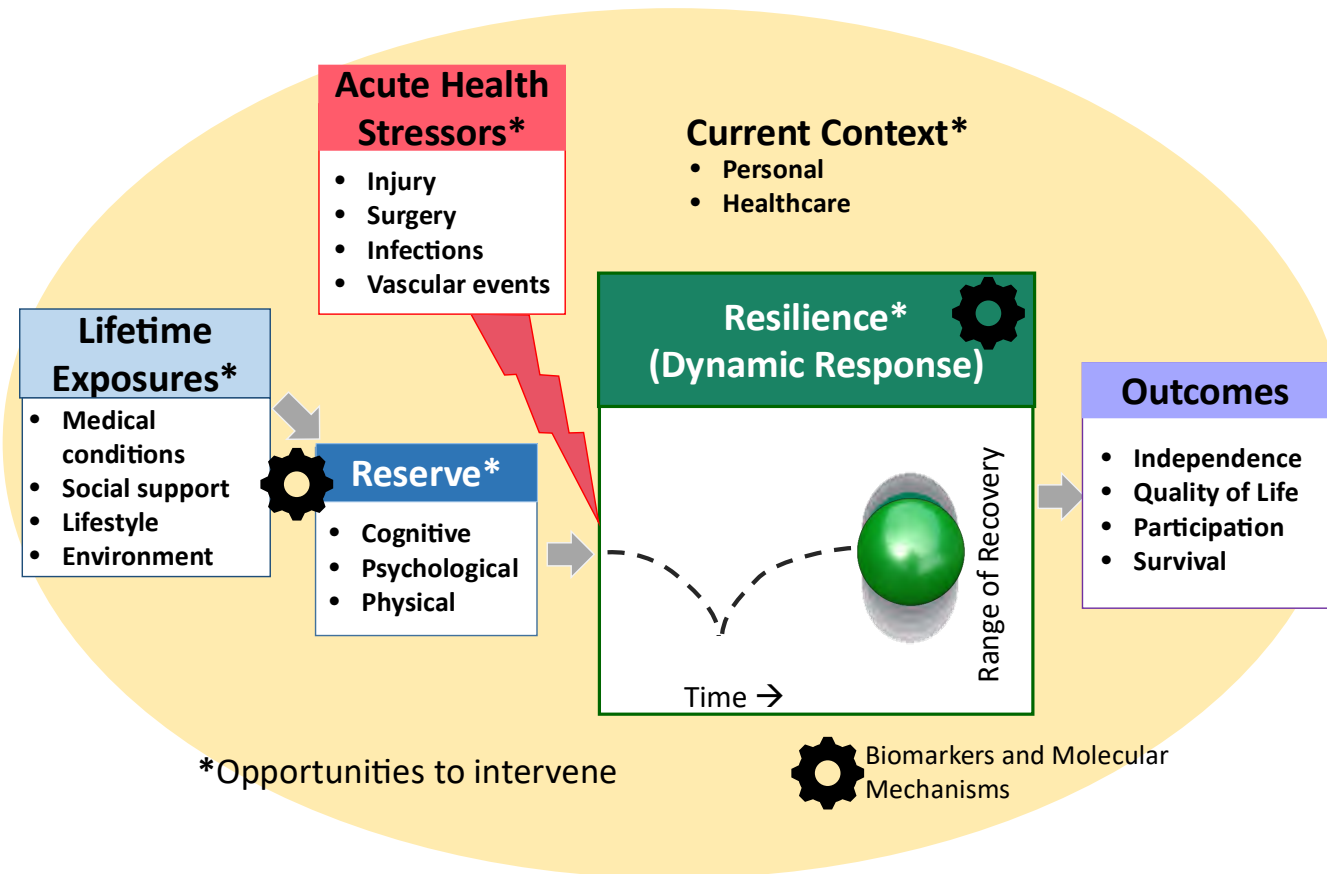 Acute Health
Stressors*
• Injury
• Surgery
• Infections
• Vascular events
Current Context*
• Personal
• Healthcare
Lifetime
Exposures*
• Medical
conditions
• Social support
• Lifestyle
• Environment
Reserve*
• Cognitive
• Psychological
• Physical
Resilience*
(Dynamic Response)
Range of Recovery
Time →
Outcomes
• Independence
• Quality of Life
• Participation
• Survival
*Opportunities to intervene
Biomarkers and Molecular
Mechanisms